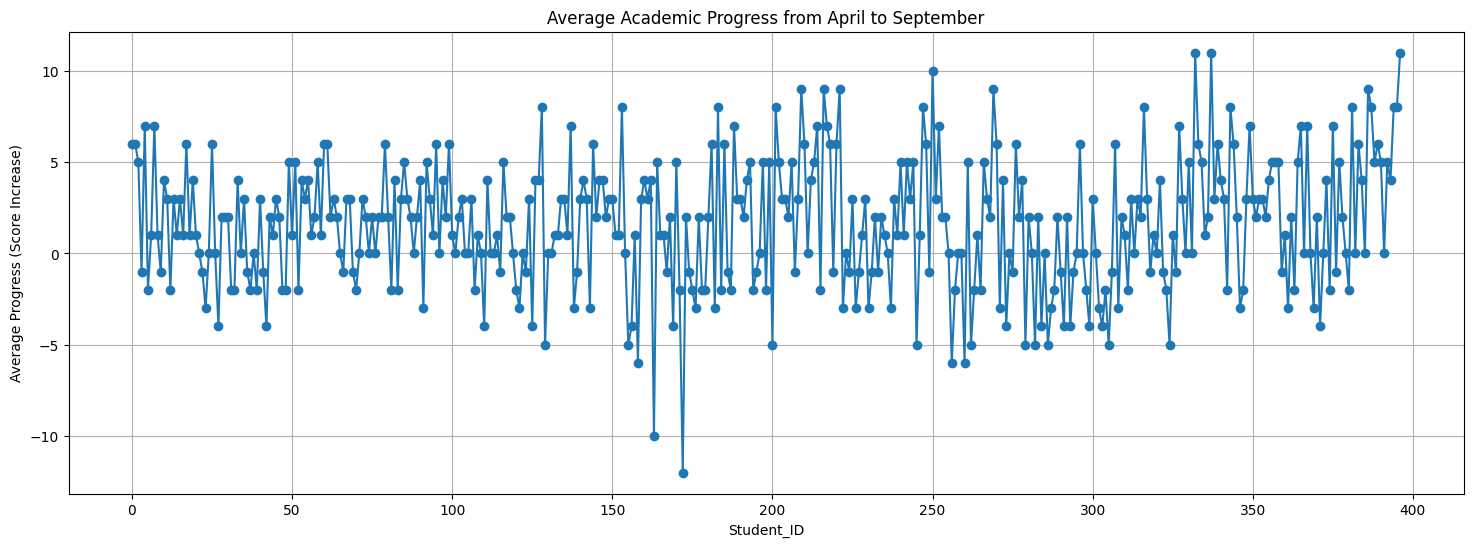 Average Academic Progress from April to September
Average Progress (Score Increase)
10
5
0
−5
−10
0 50 100 150 200 250 300 350 400
Student_ID